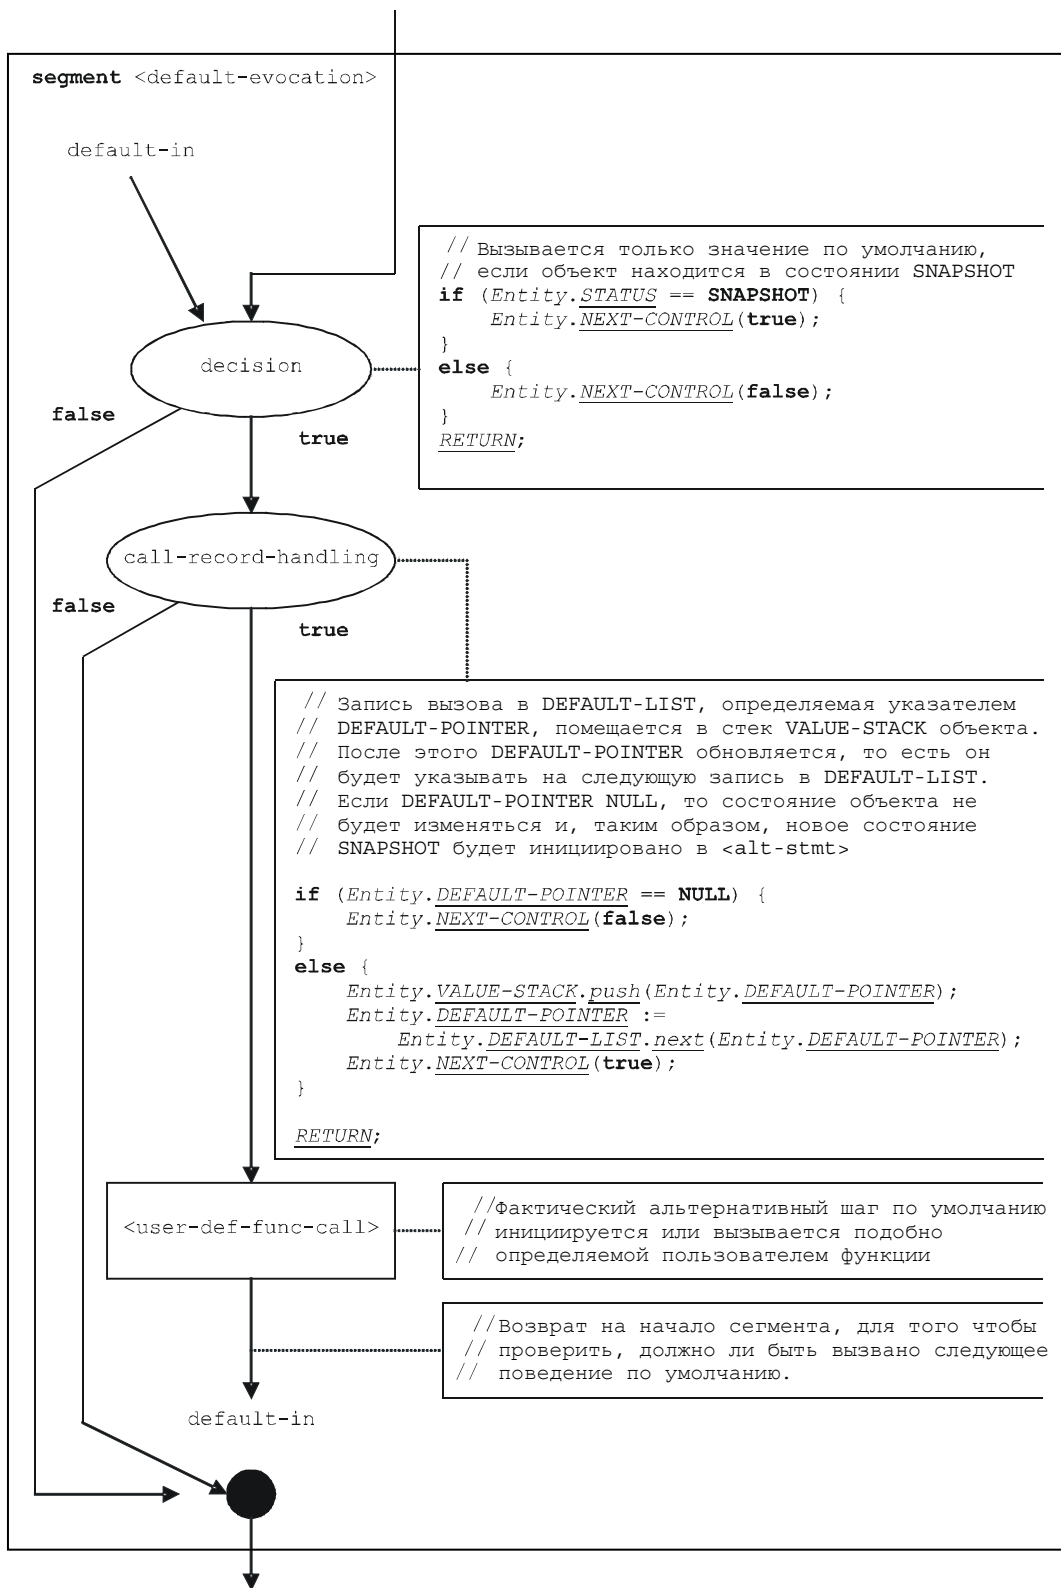 segment <default-evocation>
default-in
// Вызывается только значение по умолчанию,
// если объект находится в состоянии SNAPSHOT
if (Entity.STATUS == SNAPSHOT) {
Entity.NEXT-CONTROL(true);
}
else {
Entity.NEXT-CONTROL(false);
}
RETURN;
decision
false
true
call-record-handling
false
true
// Запись вызова в DEFAULT-LIST, определяемая указателем
// DEFAULT-POINTER, помещается в стек VALUE-STACK объекта.
// После этого DEFAULT-POINTER обновляется, то есть он
// будет указывать на следующую запись в DEFAULT-LIST.
// Если DEFAULT-POINTER NULL, то состояние объекта не
// будет изменяться и, таким образом, новое состояние
// SNAPSHOT будет инициировано в <alt-stmt>
if (Entity.DEFAULT-POINTER == NULL) {
Entity.NEXT-CONTROL(false);
}
else {
Entity.VALUE-STACK.push(Entity.DEFAULT-POINTER);
Entity.DEFAULT-POINTER :=
Entity.DEFAULT-LIST.next(Entity.DEFAULT-POINTER);
Entity.NEXT-CONTROL(true);
}
RETURN;
<user-def-func-call>
//Фактический альтернативный шаг по умолчанию
// инициируется или вызывается подобно
// определяемой пользователем функции
//Возврат на начало сегмента, для того чтобы
// проверить, должно ли быть вызвано следующее
// поведение по умолчанию.
default-in